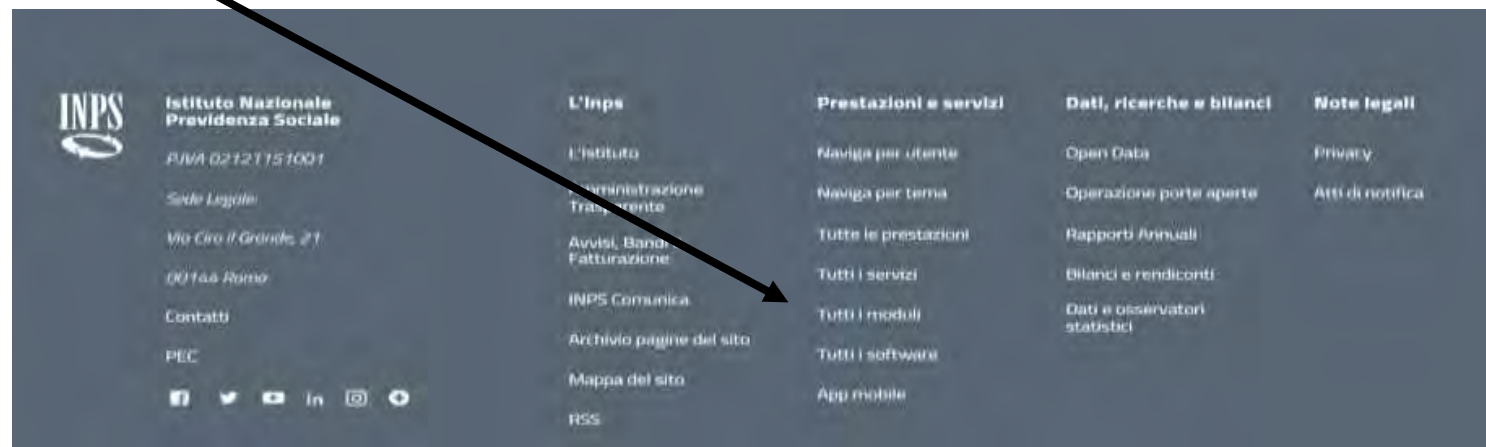 INPS
Istituto Nazionale
Previdenza Sociale
P.IVA 02121151001
Sede Legale:
Via Ciro il Grande, 21
00144 Roma
Contatti
PEC
L'Inps
L'Istituto
Amministrazione
Trasparente
Avvisi, Bandi e
Fatturazione
INPS Comunica
Archivio pagine del sito
Mappa del sito
RSS
Prestazioni e servizi
Naviga per utente
Naviga per tema
Tutte le prestazioni
Tutti i servizi
Tutti i moduli
Tutti i software
App mobile
Dati, ricerche e bilanci
Open Data
Operazione porte aperte
Rapporti Annuali
Bilanci e rendiconti
Dati e osservatori
statistici
Note legali
Privacy
Atti di notifica